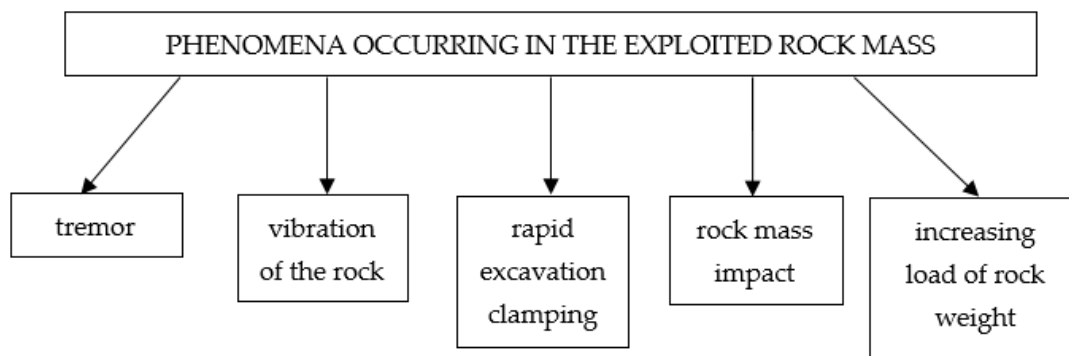 PHENOMENA OCCURRING IN THE EXPLOITED ROCK MASS
tremor
vibration
of the rock
rapid
excavation
clamping
rock mass
impact
increasing
load of rock
weight